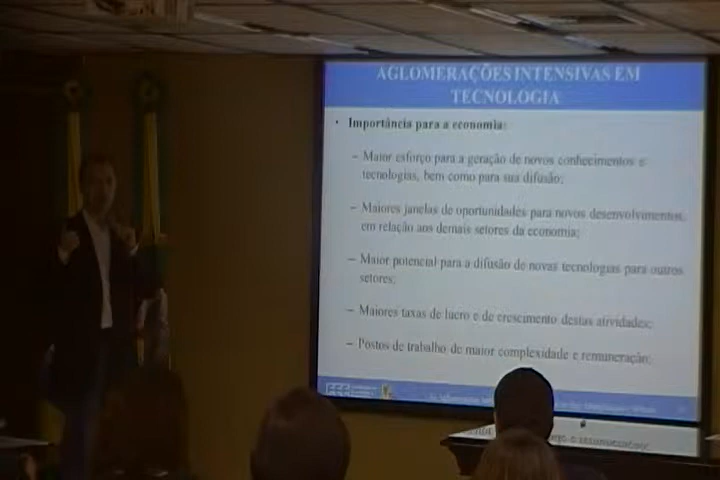 AGLOMERAÇÕES INTENSIVAS EM
TECNOLOGIA
• Importância para a economia:
– Maior esforço para a geração de novos conhecimentos e
tecnologias, bem como para sua difusão;
– Maiores janelas de oportunidades para novos desenvolvimentos,
em relação aos demais setores da economia;
– Maior potencial para a difusão de novas tecnologias para outros
setores;
– Maiores taxas de lucro e de crescimento destas atividades;
– Postos de trabalho de maior complexidade e remuneração;
FEE